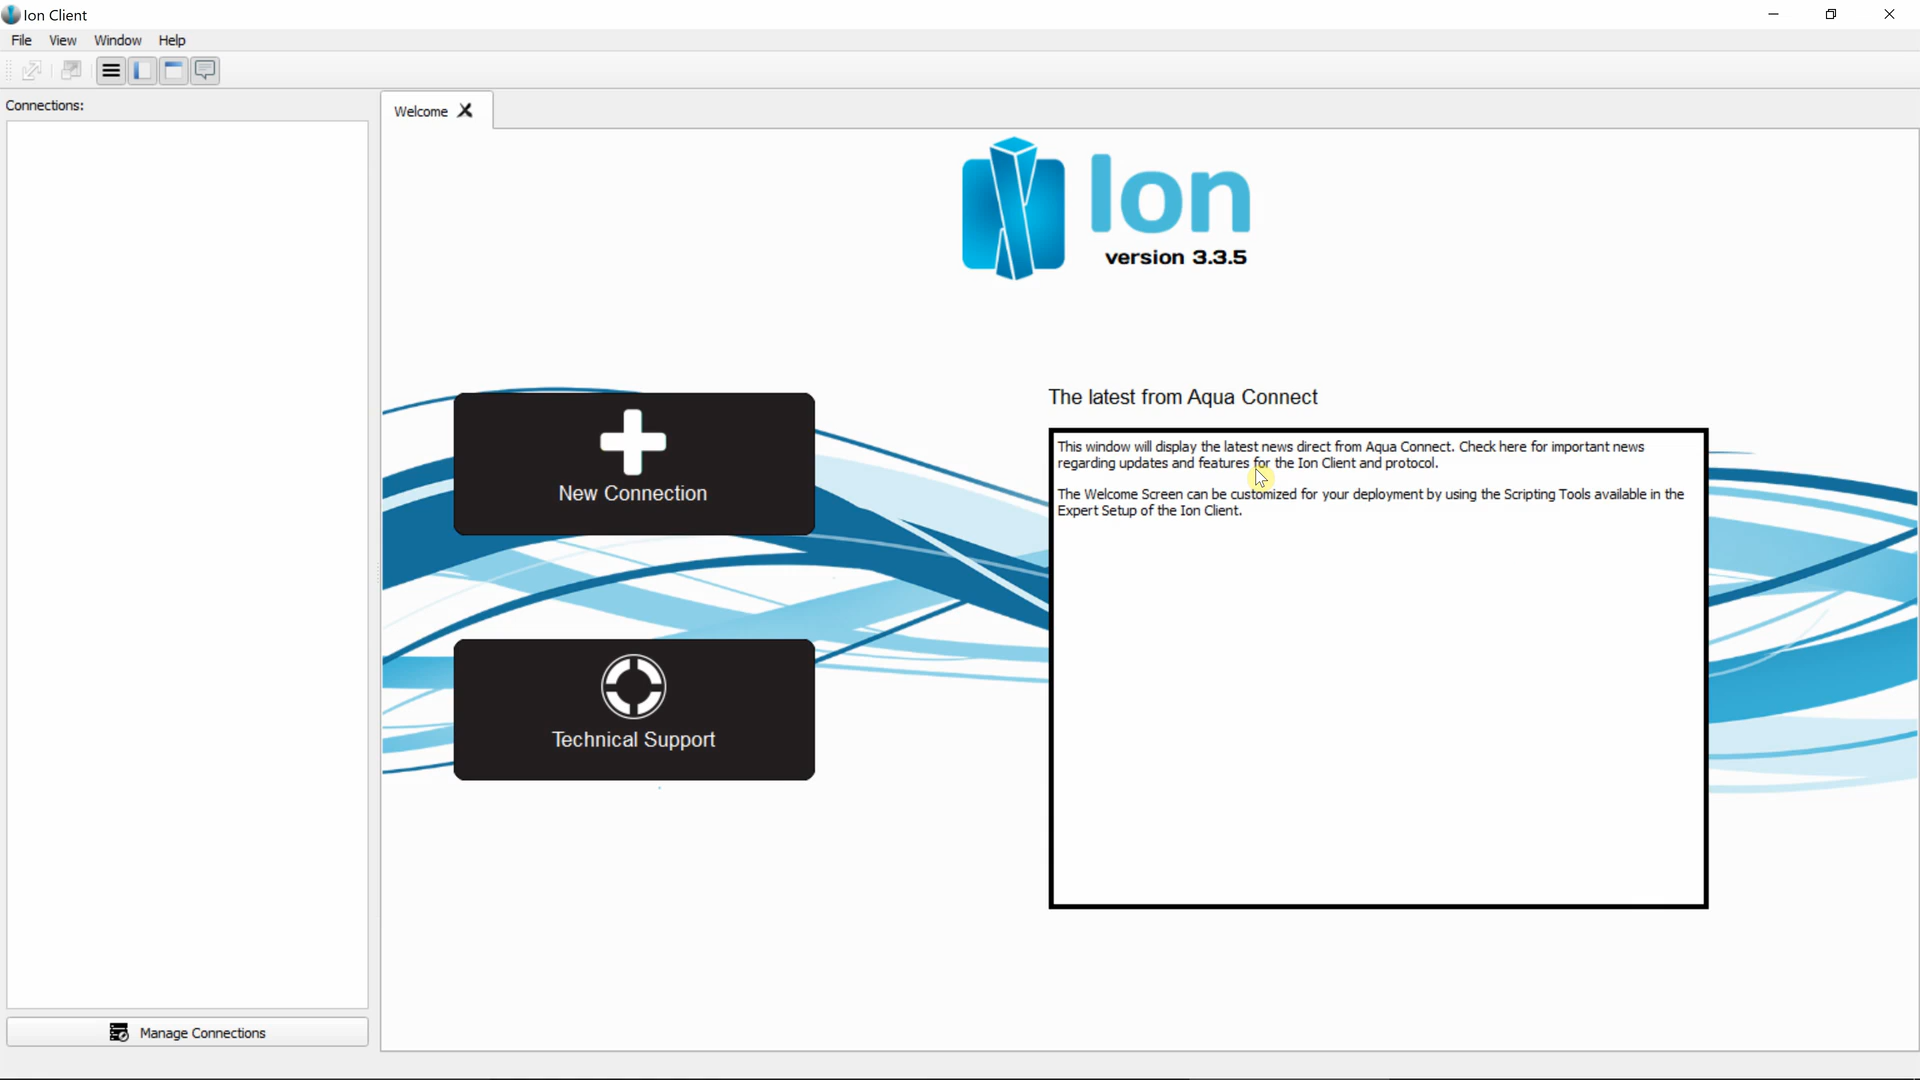 Ion Client
File View Window Help
Connections:
Welcome
Ion
version 3.3.5
The latest from Aqua Connect
This window will display the latest news direct from Aqua Connect. Check here for important news
regarding updates and features for the Ion Client and protocol.
The Welcome Screen can be customized for your deployment by using the Scripting Tools available in the
Expert Setup of the Ion Client.
New Connection
Technical Support
Manage Connections